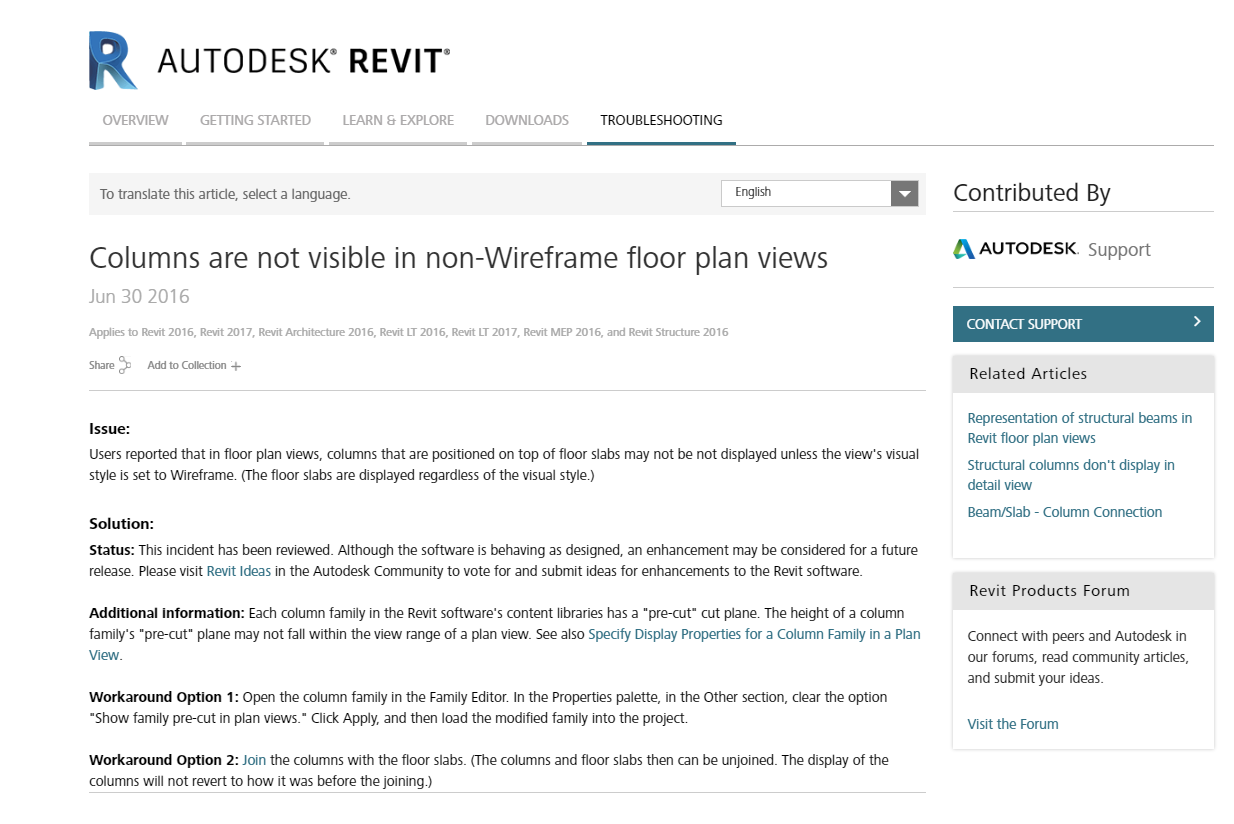 AUTODESK® REVIT®
OVERVIEW GETTING STARTED LEARN & EXPLORE DOWNLOADS TROUBLESHOOTING
To translate this article, select a language.
English
Columns are not visible in non-Wireframe floor plan views
Jun 30 2016
Applies to Revit 2016, Revit 2017, Revit Architecture 2016, Revit LT 2016, Revit LT 2017, Revit MEP 2016, and Revit Structure 2016
Share Add to Collection +
Issue:
Users reported that in floor plan views, columns that are positioned on top of floor slabs may not be not displayed unless the view's visual
style is set to Wireframe. (The floor slabs are displayed regardless of the visual style.)
Solution:
Status: This incident has been reviewed. Although the software is behaving as designed, an enhancement may be considered for a future
release. Please visit Revit Ideas in the Autodesk Community to vote for and submit ideas for enhancements to the Revit software.
Additional information: Each column family in the Revit software's content libraries has a "pre-cut" cut plane. The height of a column
family's "pre-cut" plane may not fall within the view range of a plan view. See also Specify Display Properties for a Column Family in a Plan
View.
Workaround Option 1: Open the column family in the Family Editor. In the Properties palette, in the Other section, clear the option
"Show family pre-cut in plan views." Click Apply, and then load the modified family into the project.
Workaround Option 2: Join the columns with the floor slabs. (The columns and floor slabs then can be unjoined. The display of the
columns will not revert to how it was before the joining.)
Contributed By
AUTODESK. Support
CONTACT SUPPORT
Related Articles
Representation of structural beams in
Revit floor plan views
Structural columns don't display in
detail view
Beam/Slab - Column Connection
Revit Products Forum
Connect with peers and Autodesk in
our forums, read community articles,
and submit your ideas.
Visit the Forum